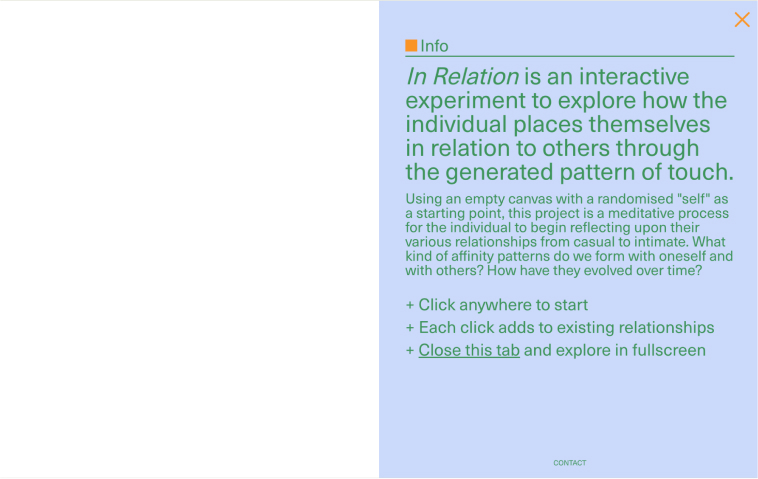 Info
In Relation is an interactive
experiment to explore how the
individual places themselves
in relation to others through
the generated pattern of touch.
Using an empty canvas with a randomised "self" as
a starting point, this project is a meditative process
for the individual to begin reflecting upon their
various relationships from casual to intimate. What
kind of affinity patterns do we form with oneself and
with others? How have they evolved over time?
+ Click anywhere to start
+ Each click adds to existing relationships
+ Close this tab and explore in fullscreen
CONTACT